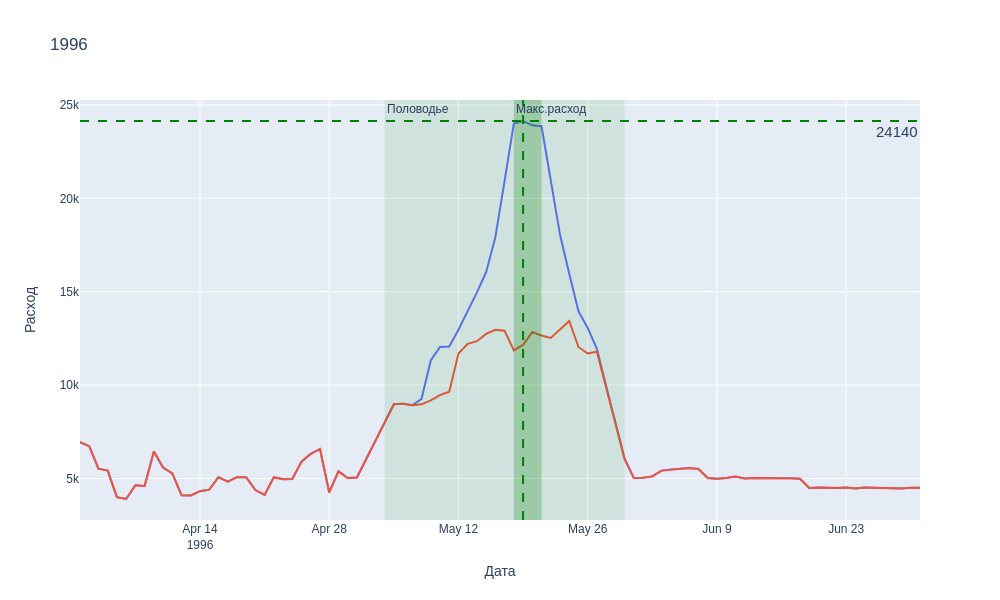 1996
25k
Половодье
Макс.расход
24140
20k
15k
10k
5k
Расход
Apr 14
1996
Apr 28
May 12
May 26
Jun 9
Jun 23
Дата